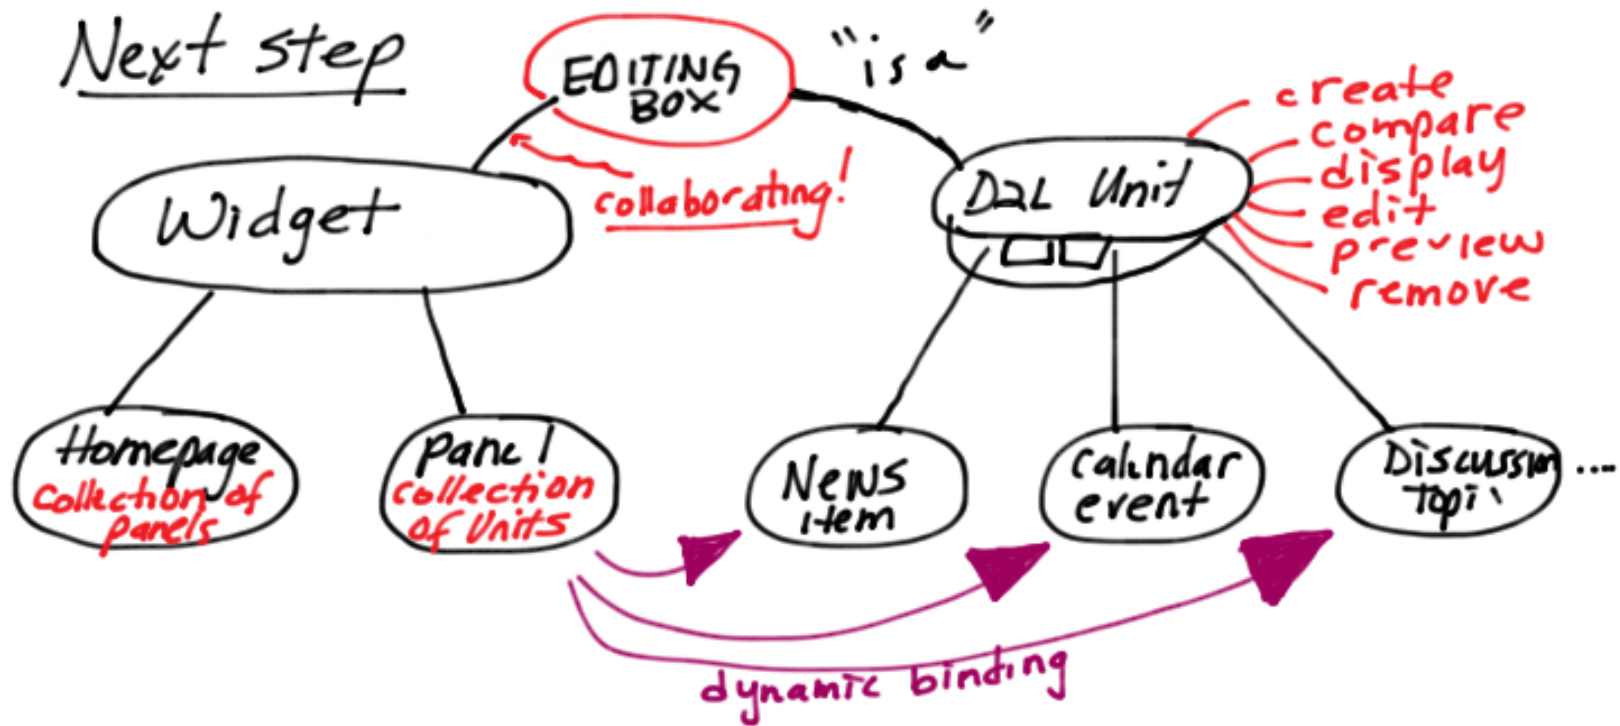 Next step
EDITING
BOX
"is a"
create
compare
display
edit
preview
remove
collaborating!
Widget
D2L Unit
Homepage
collection of
panels
Panel
collection
of Units
News
item
calendar
event
Discussion ....
Topi
dynamic binding